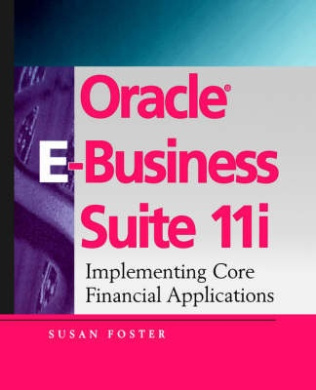 Oracle®
E-Business
Suite 11i
Implementing Core
Financial Applications
SUSAN FOSTER